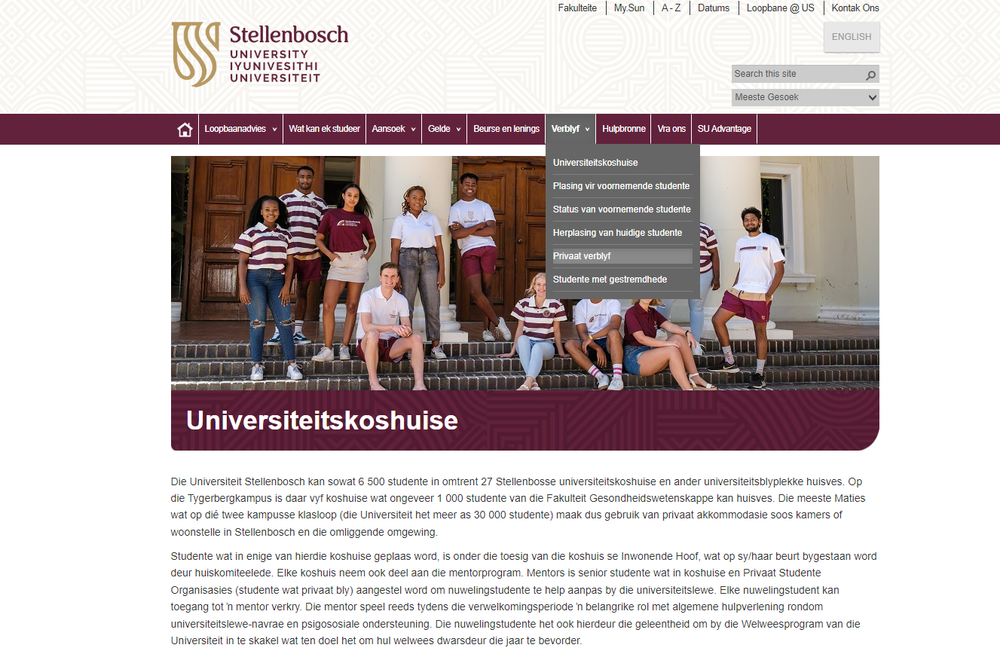 Fakulteite My.Sun A - Z Datums Loopbane @ US Kontak Ons
Stellenbosch
UNIVERSITY
IYUNIVESITHI
UNIVERSITEIT
ENGLISH
Search this site
Meeste Gesoek
Loopbaanadvies Wat kan ek studeer Aansoek Gelde Beurse en lenings Verblyf Hulpbronne Vra ons SU Advantage
Universiteitskoshuise
Plasing vir voornemende studente
Status van voornemende studente
Herplasing van huidige studente
Privaat verblyf
Studente met gestremdhede
Universiteitskoshuise
Die Universiteit Stellenbosch kan sowat 6 500 studente in omtrent 27 Stellenbosse universiteitskoshuise en ander universiteitsblyplekke huisves. Op
die Tygerbergkampus is daar vyf koshuise wat ongeveer 1 000 studente van die Fakulteit Gesondheidswetenskappe kan huisves. Die meeste Maties
wat op dié twee kampusse klasloop (die Universiteit het meer as 30 000 studente) maak dus gebruik van privaat akkommodasie soos kamers of
woonstelle in Stellenbosch en die omliggende omgewing.
Studente wat in enige van hierdie koshuise geplaas word, is onder die toesig van die koshuis se Inwonende Hoof, wat op sy/haar beurt bygestaan word
deur huiskomiteelede. Elke koshuis neem ook deel aan die mentorprogram. Mentors is senior studente wat in koshuise en Privaat Studente
Organisasies (studente wat privaat bly) aangestel word om nuwelingstudente te help aanpas by die universiteitslewe. Elke nuwelingstudent kan
toegang tot 'n mentor verkry. Die mentor speel reeds tydens die verwelkomingsperiode 'n belangrike rol met algemene hulpverlening rondom
universiteitslewe-navrae en psigososiale ondersteuning. Die nuwelingstudente het ook hierdeur die geleentheid om by die Welweesprogram van die
Universiteit in te skakel wat ten doel het om hul welwees dwarsdeur die jaar te bevorder.